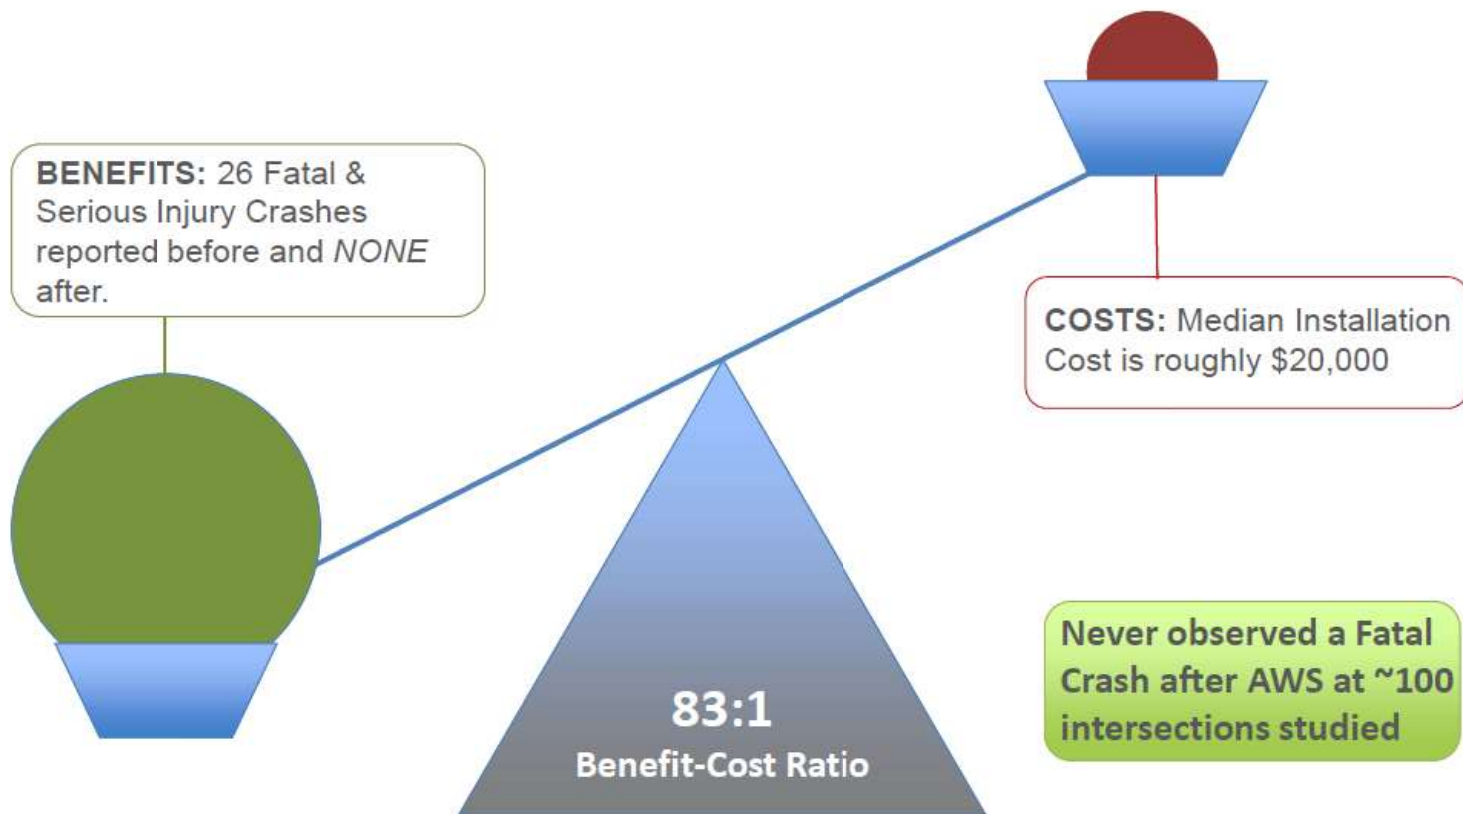 BENEFITS: 26 Fatal &
Serious Injury Crashes
reported before and NONE
after.
COSTS: Median Installation
Cost is roughly $20,000
83:1
Benefit-Cost Ratio
Never observed a Fatal
Crash after AWS at ~100
intersections studied